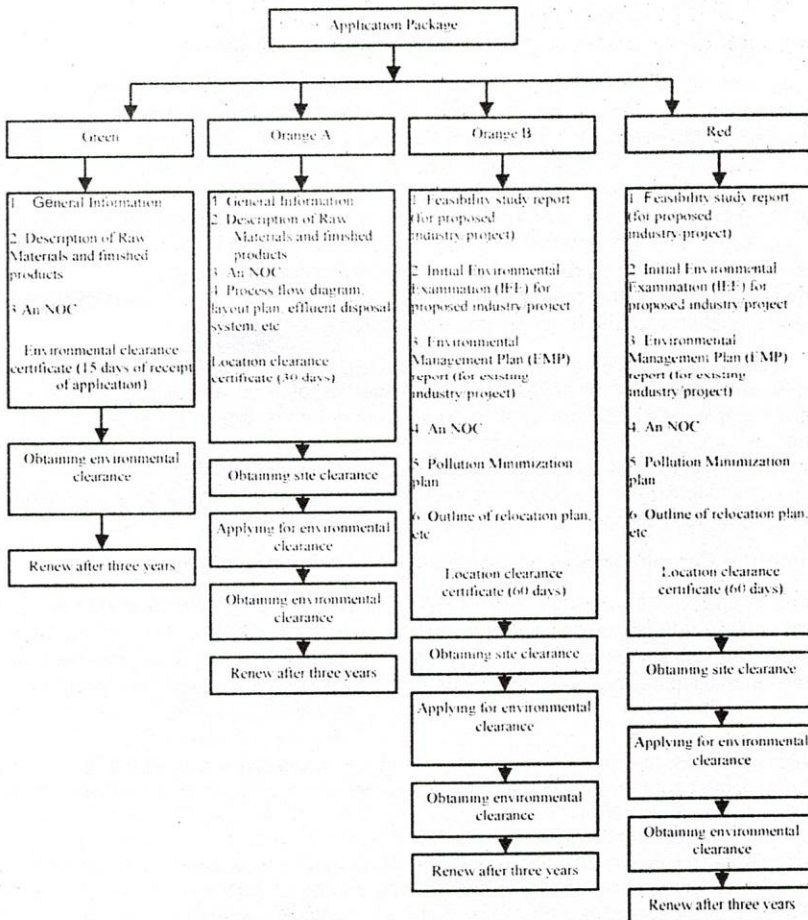 Application Package
Green
Orange A
Orange B
Red
1 General Information
2. Description of Raw
Materials and finished
products
3 An NOC
Environmental clearance
certificate (15 days of receipt
of application)
Obtaining environmental
clearance
Renew after three years
1 General Information
2 Description of Raw
Materials and finished
products
3 An NOC
4 Process flow diagram,
layout plan, effluent disposal
system, etc
Location clearance
certificate (30 days)
Obtaining site clearance
Applying for environmental
clearance
Obtaining environmental
clearance
Renew after three years
1 Feasibility study report
(for proposed
industry/project)
2 Initial Environmental
Examination (IEE) for
proposed industry/project
3 Environmental
Management Plan (EMP)
report (for existing
industry/project)
4 An NOC
5 Pollution Minimization
plan
6 Outline of relocation plan,
etc
Location clearance
certificate (60 days)
Obtaining site clearance
Applying for environmental
clearance
Obtaining environmental
clearance
Renew after three years
1 Feasibility study report
(for proposed
industry/project)
2 Initial Environmental
Examination (IEE) for
proposed industry/project
3 Environmental
Management Plan (EMP)
report (for existing
industry/project)
4 An NOC
5 Pollution Minimization
plan
6 Outline of relocation plan,
etc
Location clearance
certificate (60 days)
Obtaining site clearance
Applying for environmental
clearance
Obtaining environmental
clearance
Renew after three years